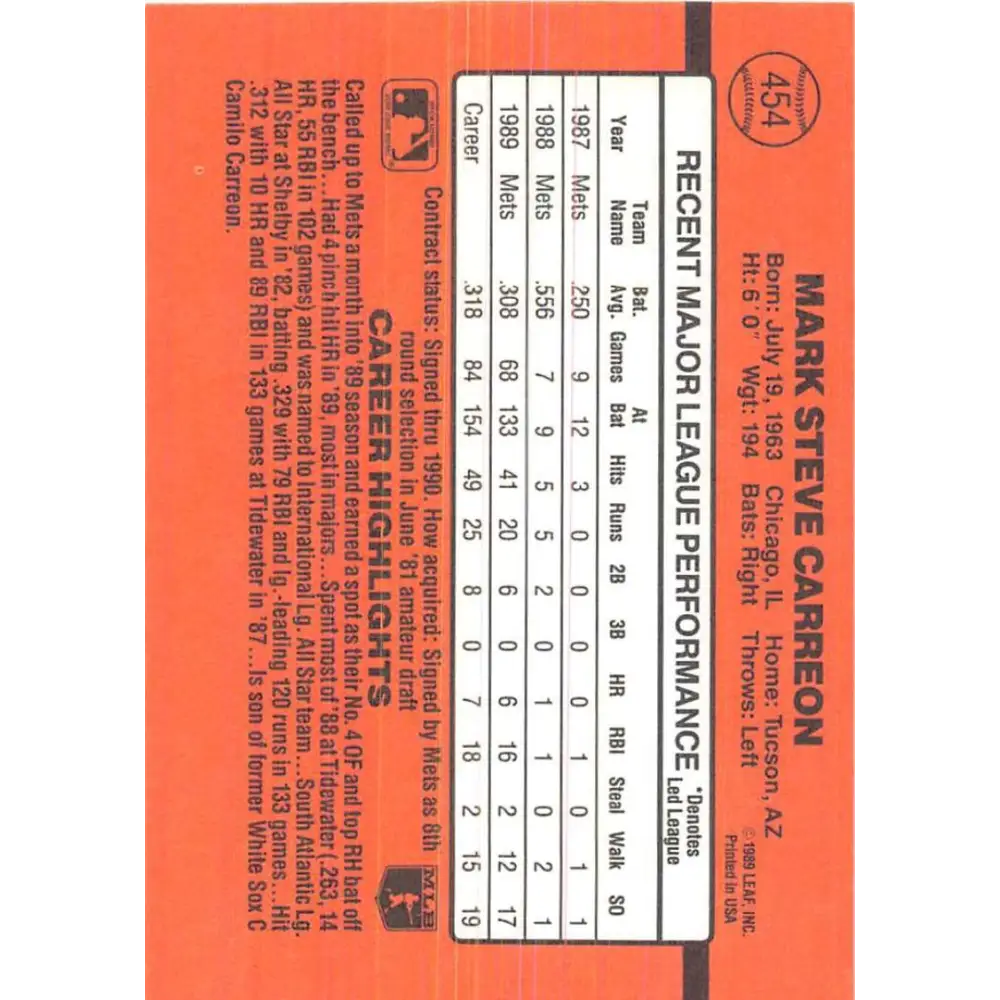 454
MARK STEVE CARREON
Born: July 19, 1963 Chicago, IL Home: Tucson, AZ
Ht: 6' 0" Wgt: 194 Bats: Right Throws: Left
© 1989 LEAF, INC.
Printed in USA
RECENT MAJOR LEAGUE PERFORMANCE *Denotes Led League
Year Team Name Bat. Avg. Games At Bat Hits Runs 2B 3B HR RBI Steal Walk SO
1987 Mets .250 9 12 3 0 0 0 0 1 0 1 1
1988 Mets .556 7 9 5 5 2 0 1 1 0 2 1
1989 Mets .308 68 133 41 20 6 0 6 16 2 12 17
Career .318 84 154 49 25 8 0 7 18 2 15 19
Contract status: Signed thru 1990. How acquired: Signed by Mets as 8th
round selection in June '81 amateur draft
CAREER HIGHLIGHTS
MLB
Called up to Mets a month into '89 season and earned a spot as their No. 4 OF and top RH bat off
the bench...Had 4 pinch hit HR in '89, most in majors...Spent most of '88 at Tidewater (.263, 14
HR, 55 RBI in 102 games) and was named to International Lg. All Star team...South Atlantic Lg.
All Star at Shelby in '82, batting .329 with 79 RBI and lg.-leading 120 runs in 133 games...Hit
.312 with 10 HR and 89 RBI in 133 games at Tidewater in '87...Is son of former White Sox C
Camilo Carreon.